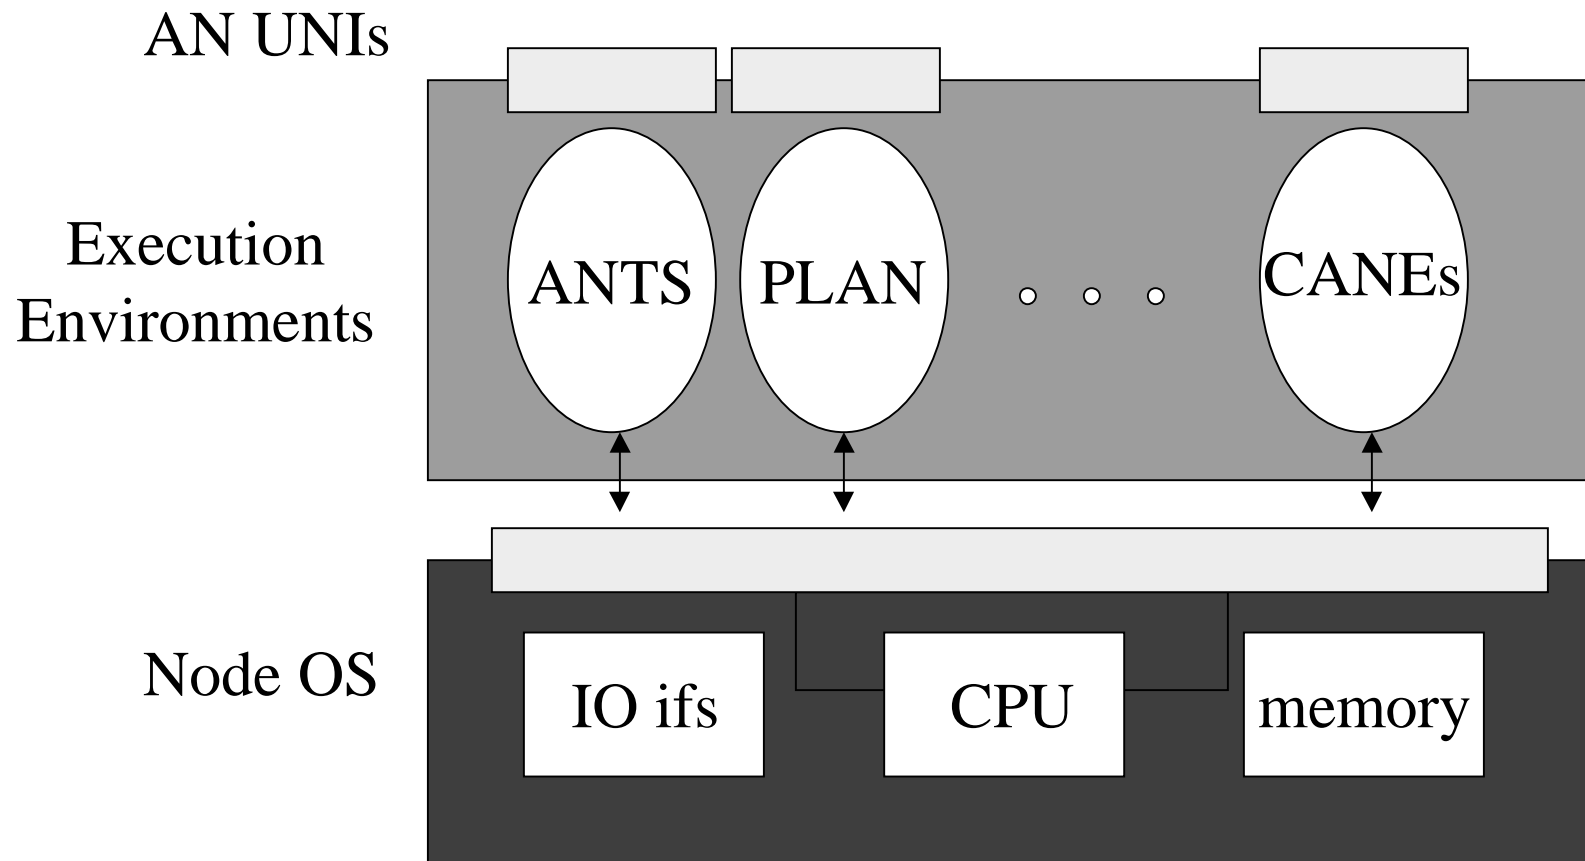 AN UNIs
Execution
Environments
ANTS
PLAN
CANEs
Node OS
IO ifs
CPU
memory